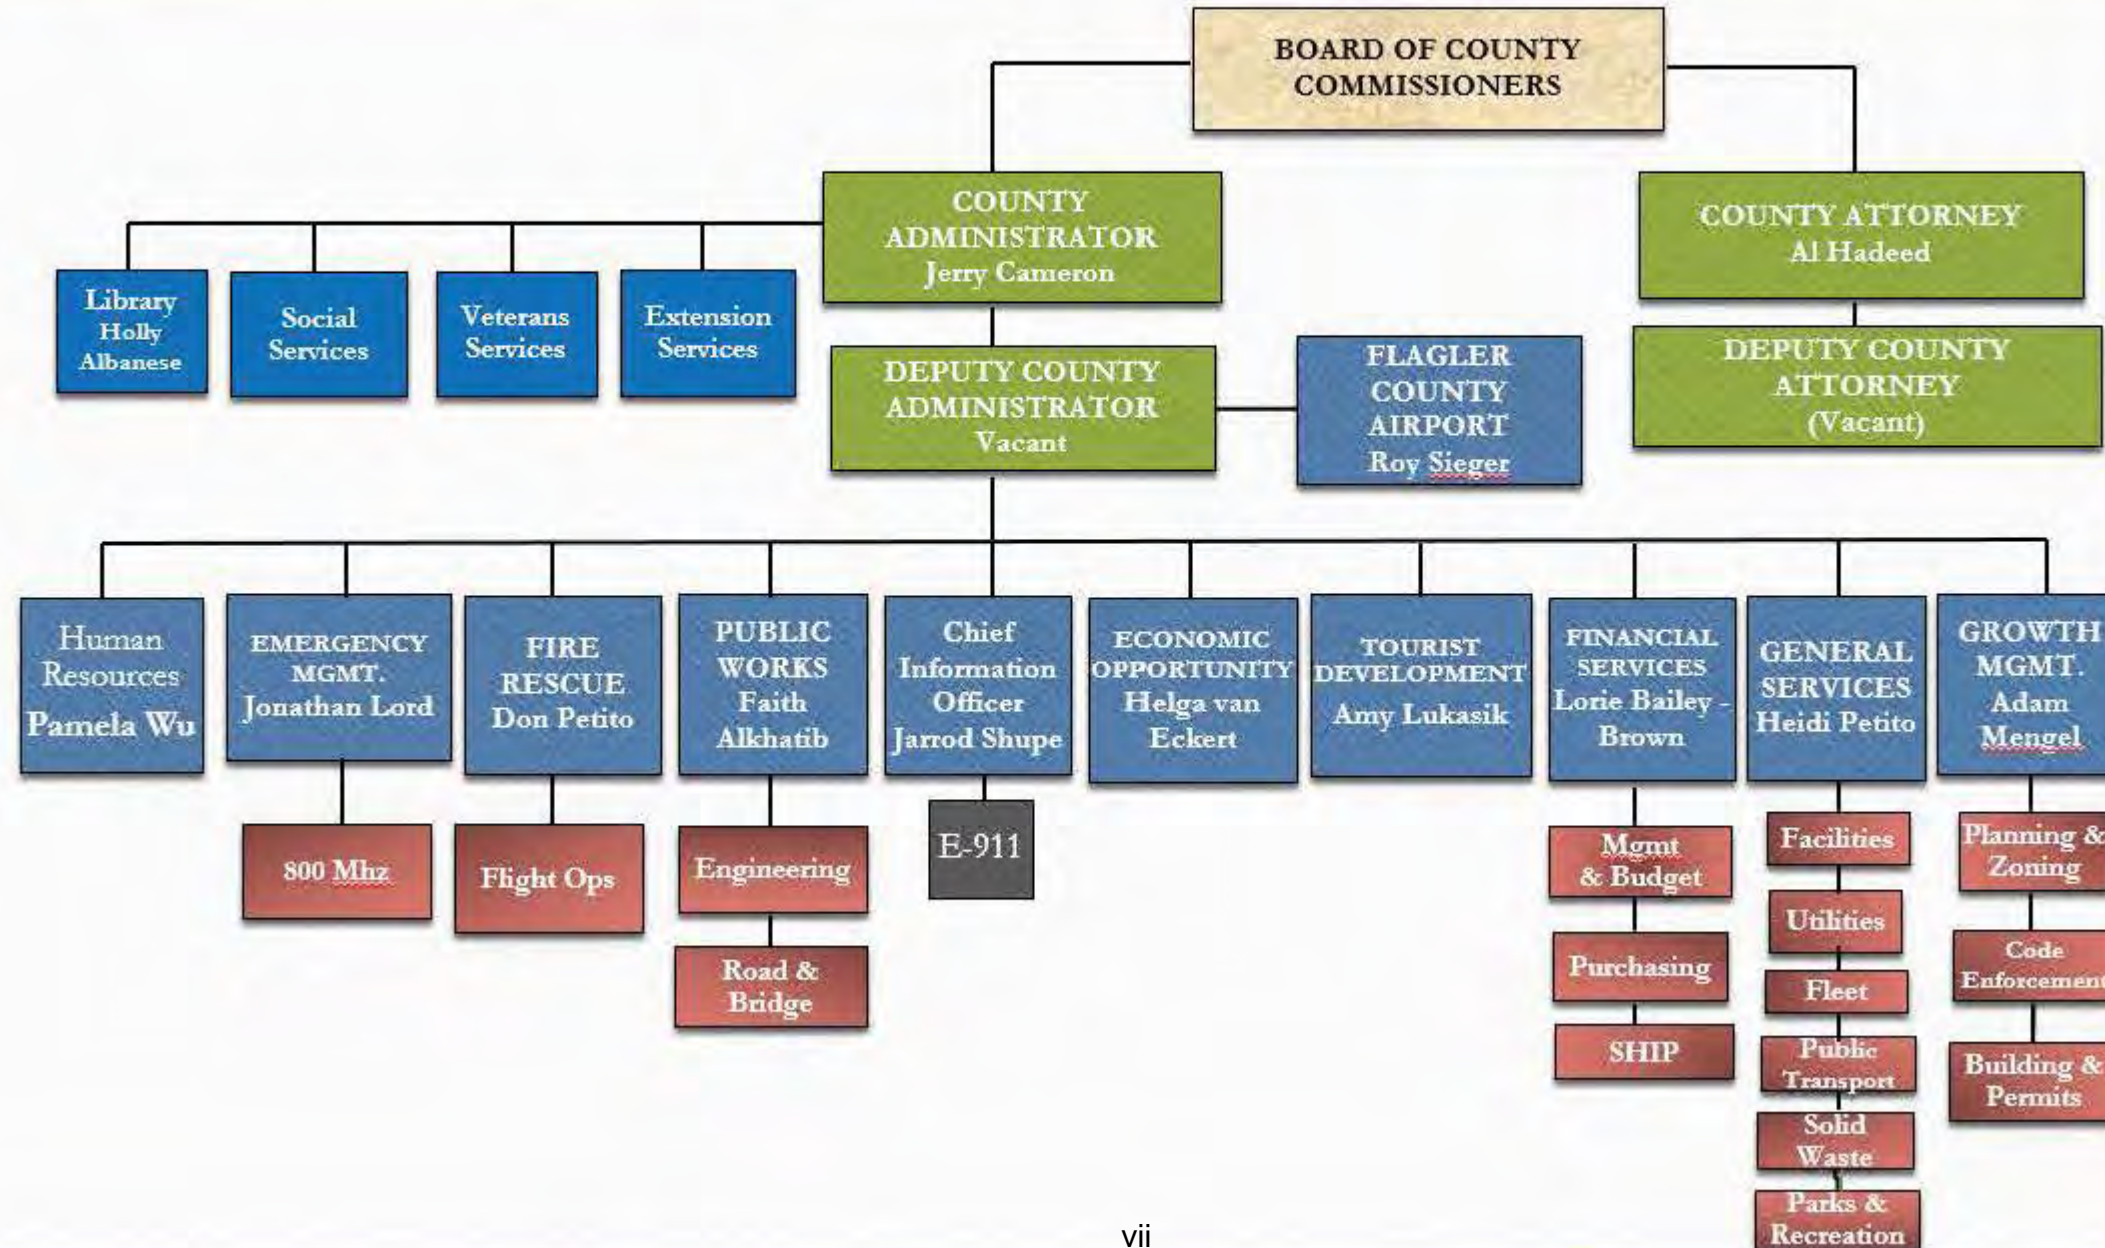 BOARD OF COUNTY
COMMISSIONERS
COUNTY
ADMINISTRATOR
Jerry Cameron
COUNTY ATTORNEY
Al Hadeed
Library
Holly
Albanese
Social
Services
Veterans
Services
Extension
Services
DEPUTY COUNTY
ADMINISTRATOR
Vacant
FLAGLER
COUNTY
AIRPORT
Roy Sieger
DEPUTY COUNTY
ATTORNEY
(Vacant)
Human
Resources
Pamela Wu
EMERGENCY
MGMT.
Jonathan Lord
FIRE
RESCUE
Don Petito
PUBLIC
WORKS
Faith
Alkhatib
Chief
Information
Officer
Jarrod Shupe
ECONOMIC
OPPORTUNITY
Helga van
Eckert
TOURIST
DEVELOPMENT
Amy Lukasik
FINANCIAL
SERVICES
Lorie Bailey -
Brown
GENERAL
SERVICES
Heidi Petito
GROWTH
MGMT.
Adam
Mengel
800 Mhz
Flight Ops
Engineering
Road &
Bridge
E-911
Mgmt
& Budget
Purchasing
SHIP
Facilities
Utilities
Fleet
Public
Transport
Solid
Waste
Parks &
Recreation
Planning &
Zoning
Code
Enforcement
Building &
Permits
vii